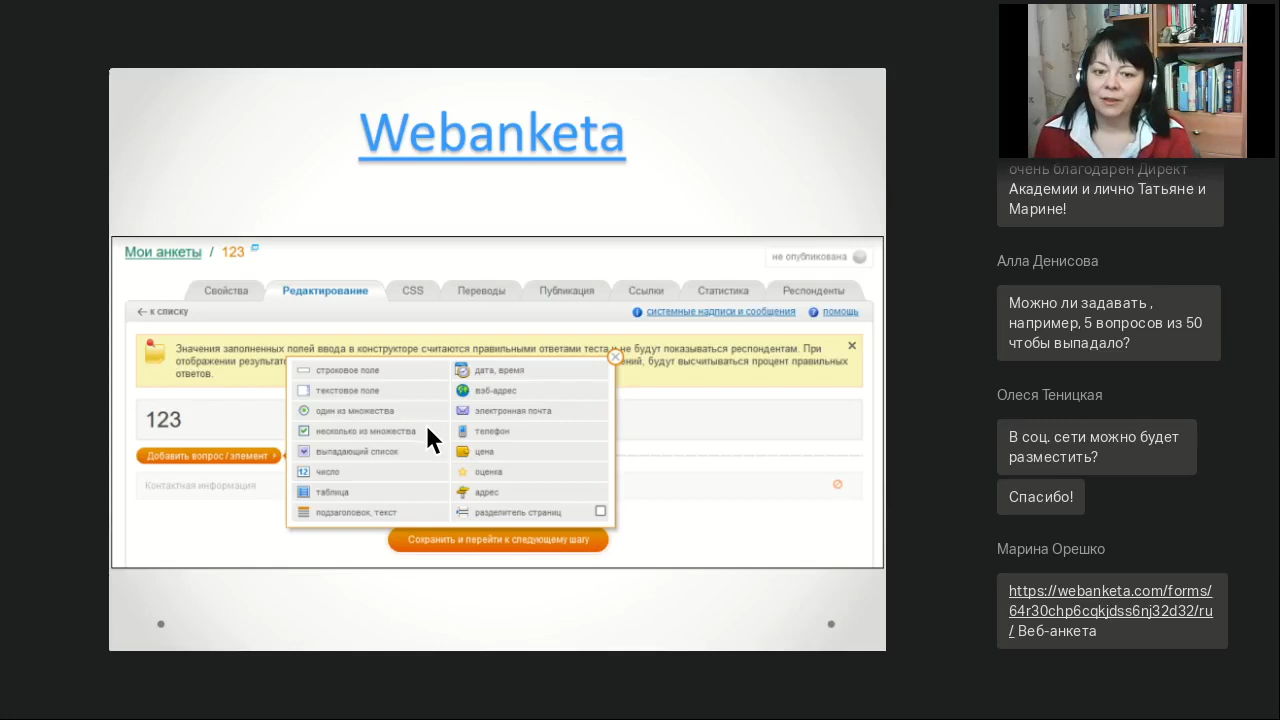 Webanketa
Мои анкеты / 123
не опубликована
Свойства
Редактирование
CSS
Переводы
Публикация
Ссылки
Статистика
Респонденты
← к списку
системные надписи и сообщения
помощь
Значения заполненных полей ввода в конструкторе считаются правильными ответами теста и не будут показываться респондентам. При
отображении результато
ний, будут высчитываться процент правильных
ответов.
123
Добавить вопрос / элемент
Контактная информация
строковое поле
текстовое поле
один из множества
несколько из множества
выпадающий список
12 число
таблица
подзаголовок, текст
дата, время
вэб-адрес
электронная почта
телефон
цена
оценка
адрес
разделитель страниц
Сохранить и перейти к следующему шагу
очень благодарен Директ
Академии и лично Татьяне и
Марине!
Алла Денисова
Можно ли задавать ,
например, 5 вопросов из 50
чтобы выпадало?
Олеся Теницкая
В соц. сети можно будет
разместить?
Спасибо!
Марина Орешко
https://webanketa.com/forms/
64r30chp6cqkjdss6nj32d32/ru
/ Веб-анкета